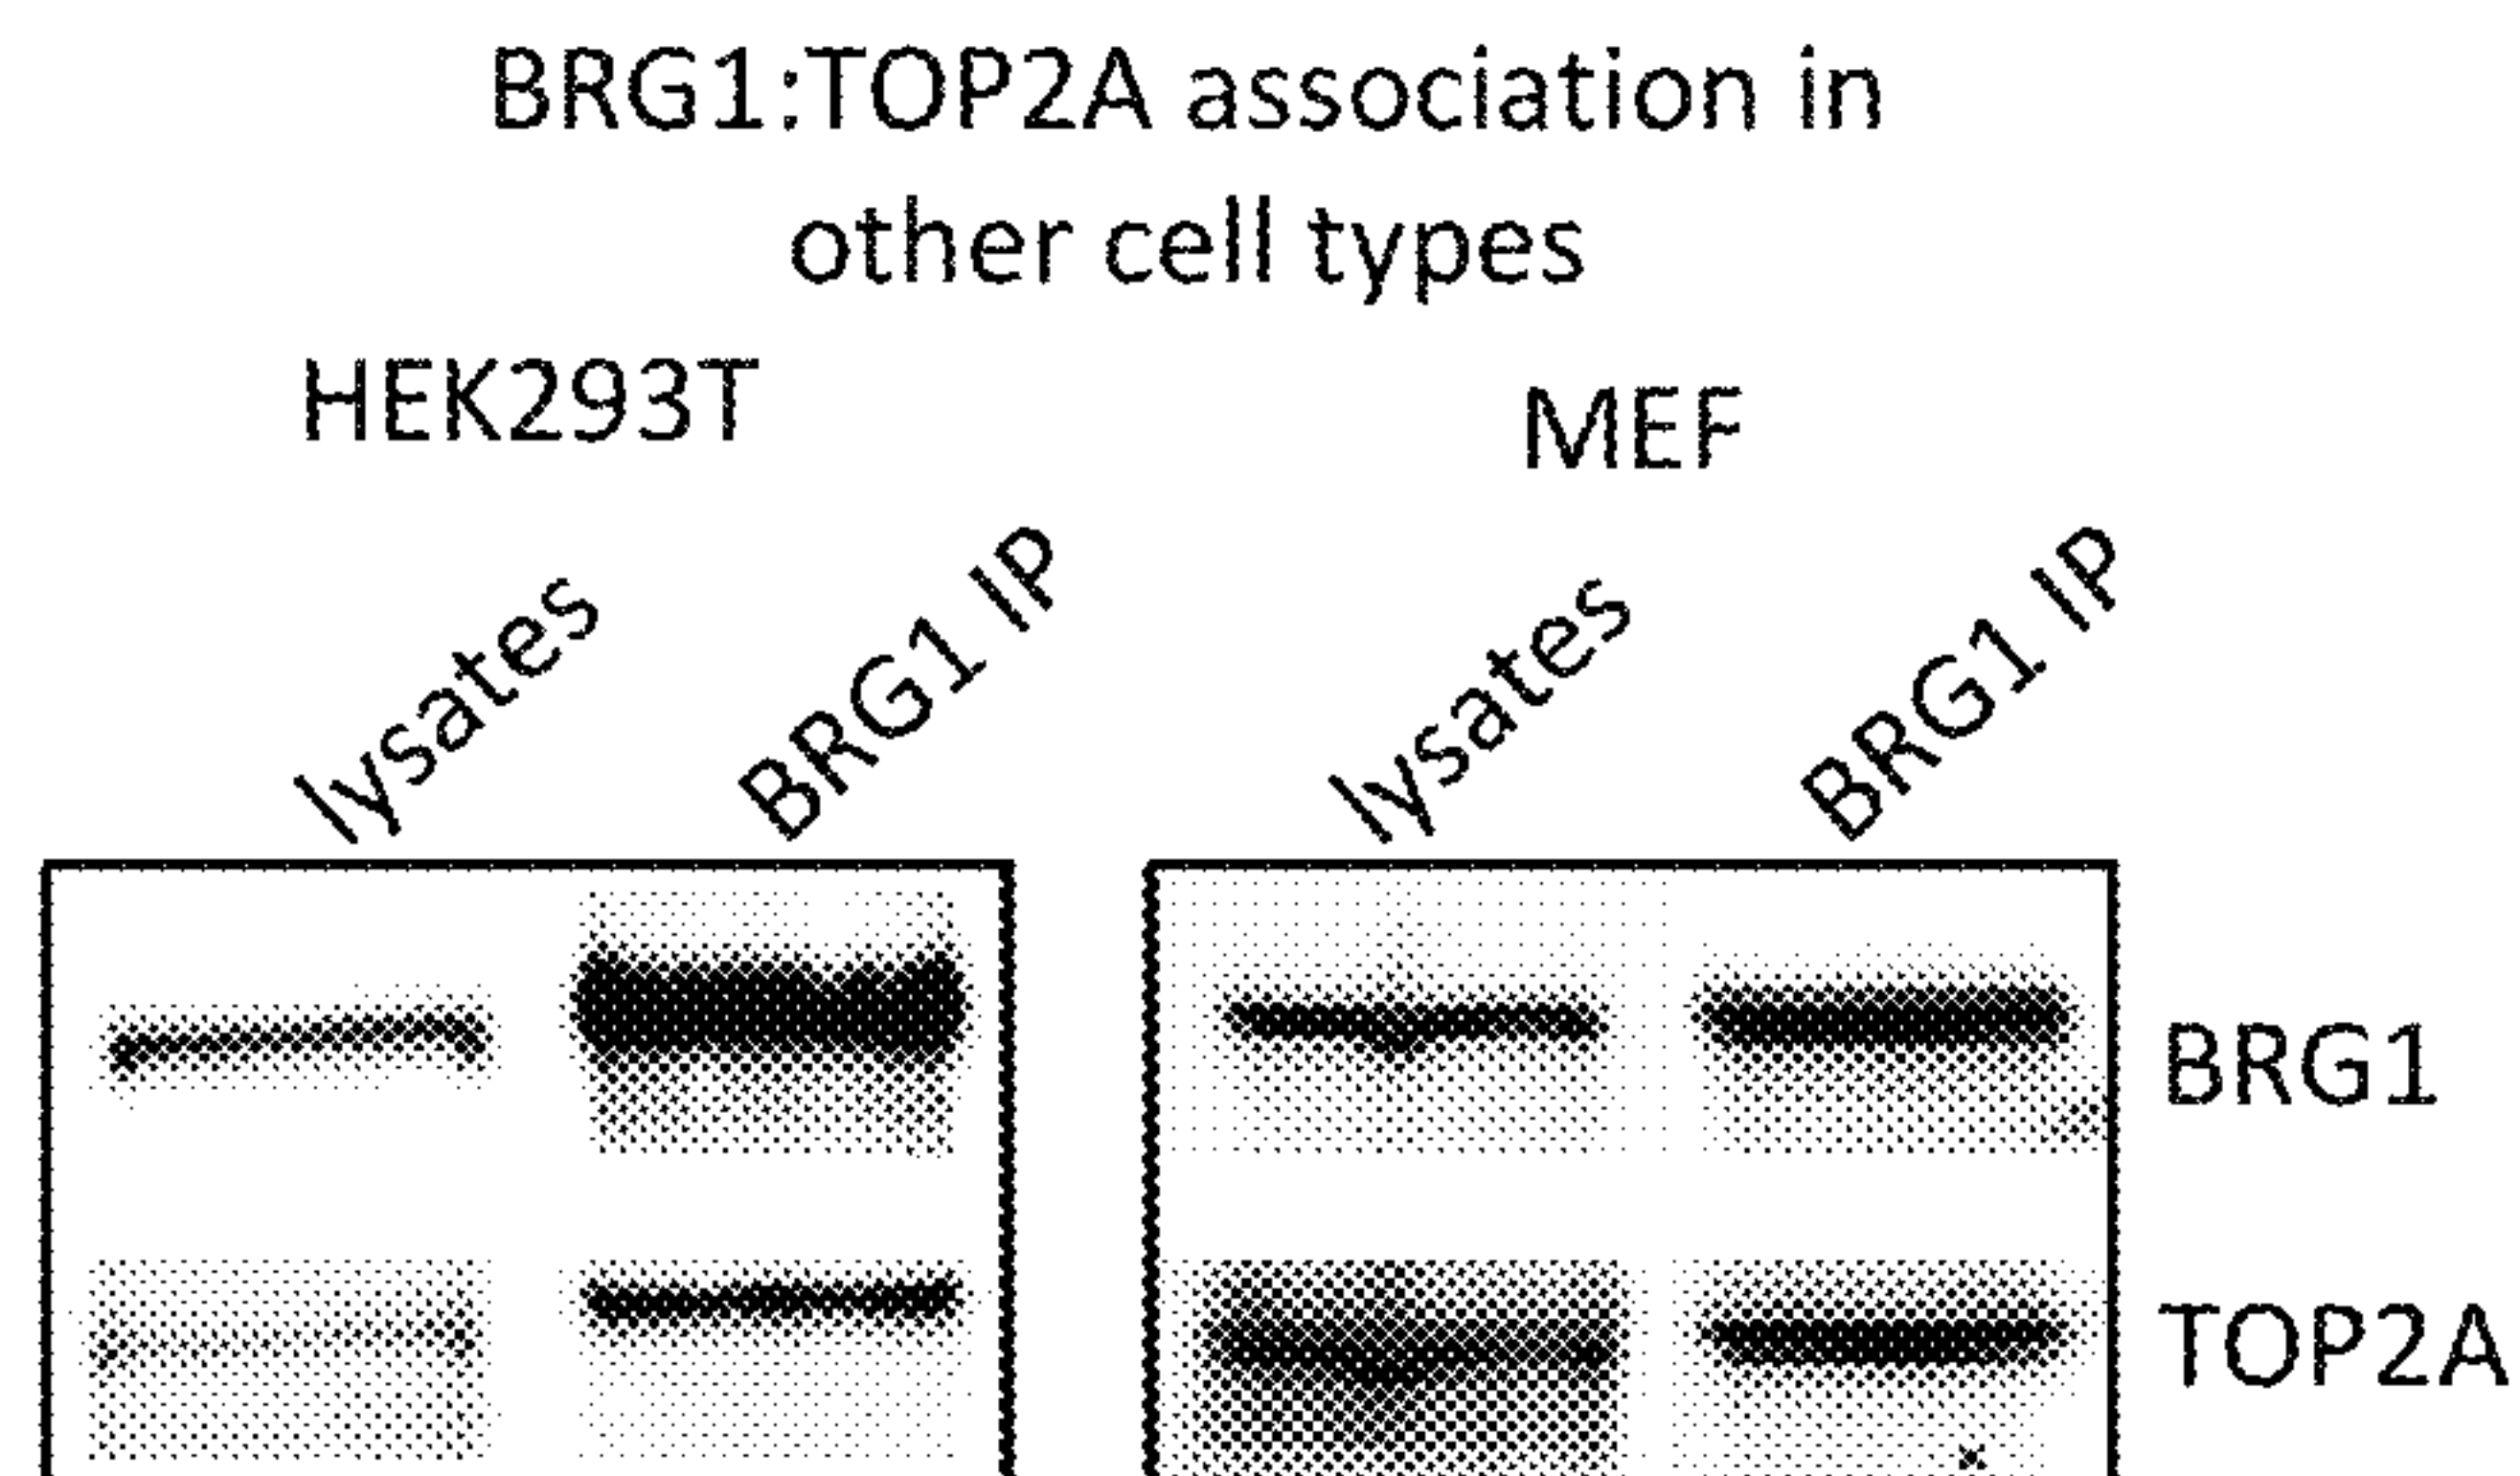 BRG1:TOP2A association in
other cell types
HEK293T
MEF
lysates
BRG1 IP
lysates
BRG1 IP
BRG1
TOP2A